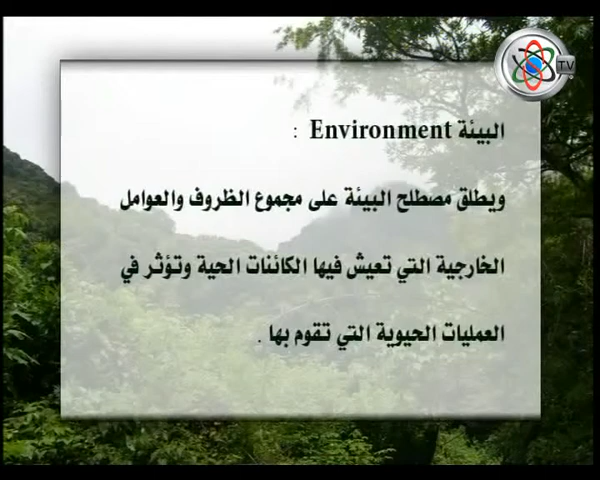 TV
البيئة Environment :
ويطلق مصطلح البيئة على مجموع الظروف والعوامل
الخارجية التي تعيش فيها الكائنات الحية وتؤثر في
العمليات الحيوية التي تقوم بها .